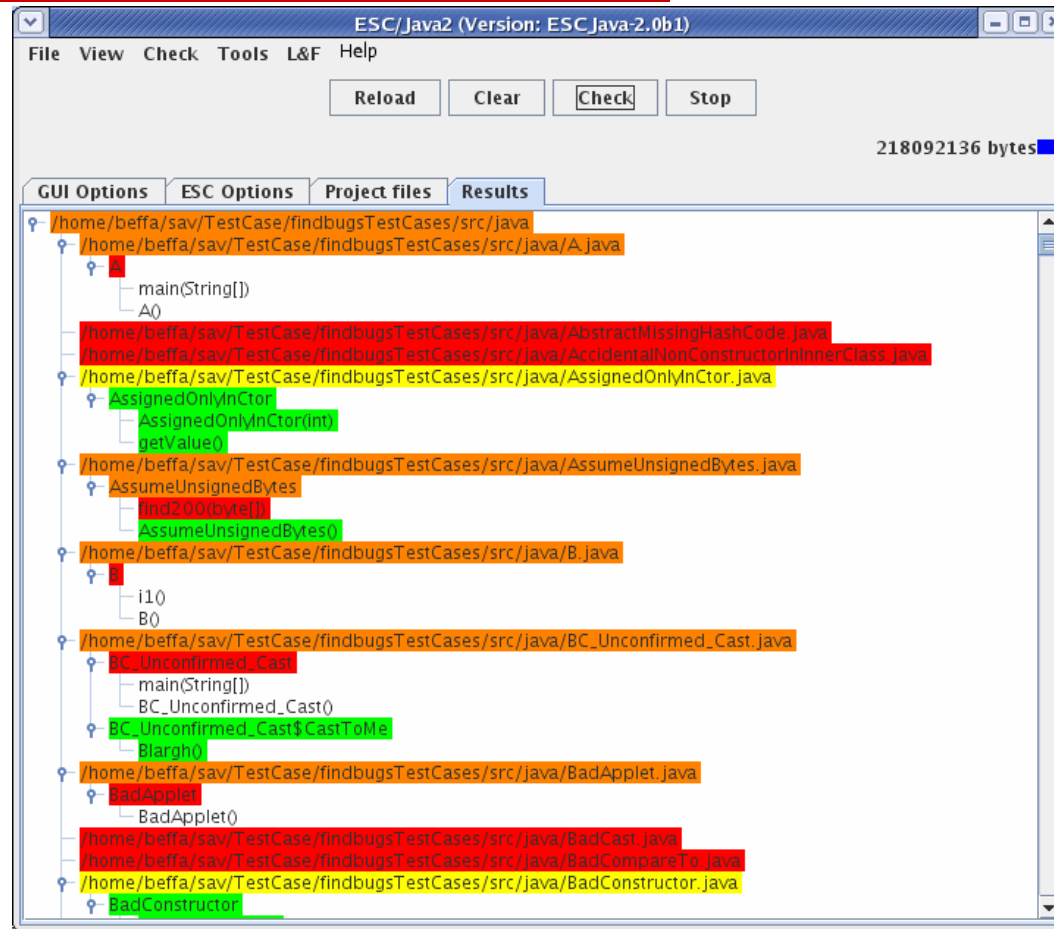 ESC/Java2 (Version: ESCJava-2.0b1)
File View Check Tools L&F Help
Reload Clear Check Stop
218092136 bytes
GUI Options ESC Options Project files Results
/home/beffa/sav/TestCase/findbugsTestCases/src/java
/home/beffa/sav/TestCase/findbugsTestCases/src/java/A.java
A
main(String[])
A()
/home/beffa/sav/TestCase/findbugsTestCases/src/java/AbstractMissingHashCode.java
/home/beffa/sav/TestCase/findbugsTestCases/src/java/AccidentalNonConstructorInInnerClass.java
/home/beffa/sav/TestCase/findbugsTestCases/src/java/AssignedOnlyInCtor.java
AssignedOnlyInCtor
AssignedOnlyInCtor(int)
getValue()
/home/beffa/sav/TestCase/findbugsTestCases/src/java/AssumeUnsignedBytes.java
AssumeUnsignedBytes
find200(byte[])
AssumeUnsignedBytes()
/home/beffa/sav/TestCase/findbugsTestCases/src/java/B.java
B
i1()
B()
/home/beffa/sav/TestCase/findbugsTestCases/src/java/BC_Unconfirmed_Cast.java
BC_Unconfirmed_Cast
main(String[])
BC_Unconfirmed_Cast()
BC_Unconfirmed_Cast$CastToMe
Blargh()
/home/beffa/sav/TestCase/findbugsTestCases/src/java/BadApplet.java
BadApplet
BadApplet()
/home/beffa/sav/TestCase/findbugsTestCases/src/java/BadCast.java
/home/beffa/sav/TestCase/findbugsTestCases/src/java/BadCompareTo.java
/home/beffa/sav/TestCase/findbugsTestCases/src/java/BadConstructor.java
BadConstructor